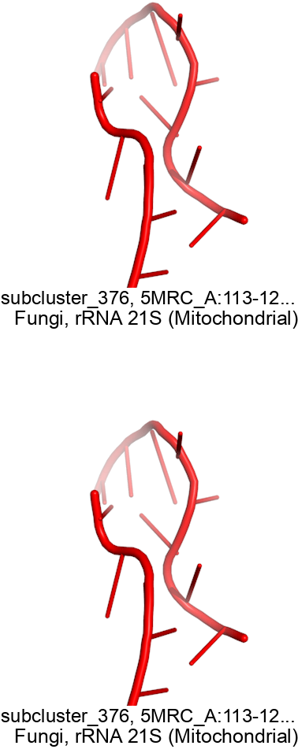 subcluster_376, 5MRC_A:113-12...
Fungi, rRNA 21S (Mitochondrial)
subcluster_376, 5MRC_A:113-12...
Fungi, rRNA 21S (Mitochondrial)